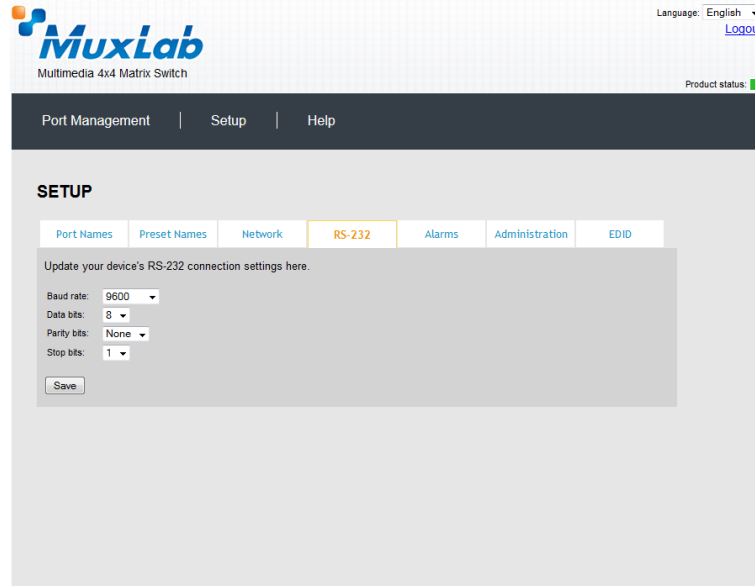 Language: English
MuxLab
Multimedia 4x4 Matrix Switch
Product status:
Port Management | Setup | Help
SETUP
Port Names Preset Names Network RS-232 Alarms Administration EDID
Update your device's RS-232 connection settings here.
Baud rate: 9600
Data bits: 8
Parity bits: None
Stop bits: 1
Save